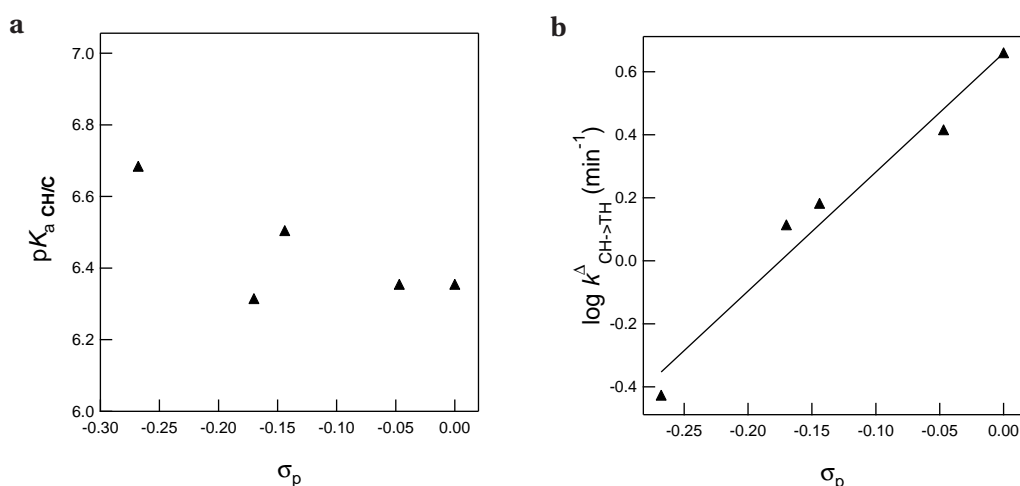 a
7.0
6.8
6.6
6.4
6.2
6.0
pKa CH/C
-0.30 -0.25 -0.20 -0.15 -0.10 -0.05 0.00
σp
b
0.6
0.4
0.2
0.0
-0.2
-0.4
log kΔCH->TH (min-1)
-0.25 -0.20 -0.15 -0.10 -0.05 0.00
σp